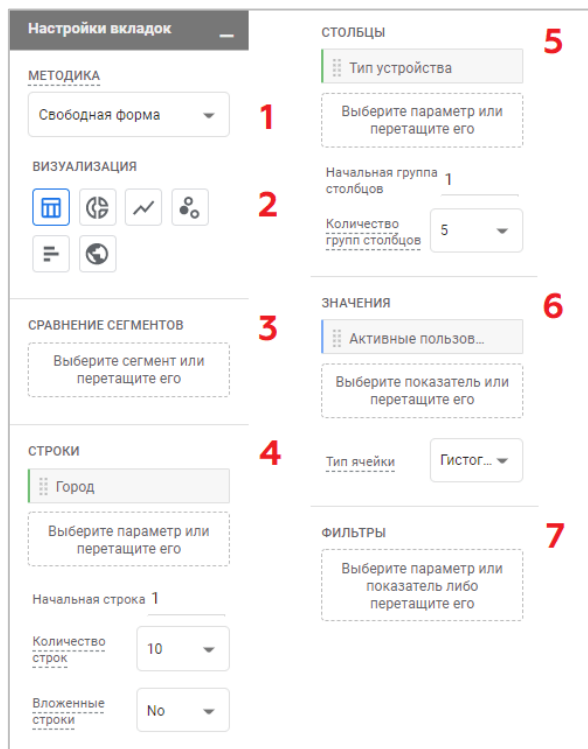 Настройки вкладок
МЕТОДИКА
Свободная форма
1
ВИЗУАЛИЗАЦИЯ
2
СРАВНЕНИЕ СЕГМЕНТОВ
3
Выберите сегмент или
перетащите его
СТРОКИ
4
Город
Выберите параметр или
перетащите его
Начальная строка 1
Количество
строк
10
Вложенные
строки
No
СТОЛБЦЫ
5
Тип устройства
Выберите параметр или
перетащите его
Начальная группа
столбцов
1
Количество
групп столбцов
5
ЗНАЧЕНИЯ
6
Активные пользов...
Выберите показатель или
перетащите его
Тип ячейки
Гистог...
ФИЛЬТРЫ
7
Выберите параметр или
показатель либо
перетащите его